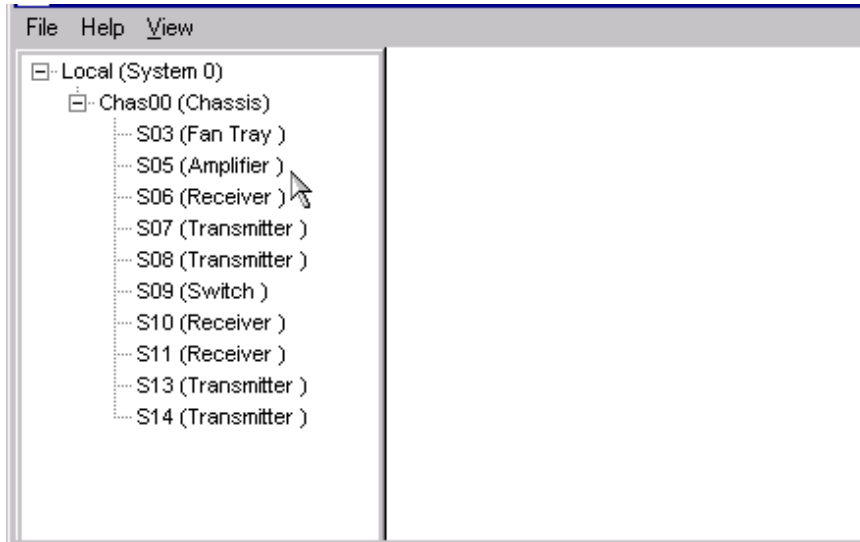 File Help View
Local (System 0)
Chas00 (Chassis)
S03 (Fan Tray )
S05 (Amplifier )
S06 (Receiver )
S07 (Transmitter )
S08 (Transmitter )
S09 (Switch )
S10 (Receiver )
S11 (Receiver )
S13 (Transmitter )
S14 (Transmitter )